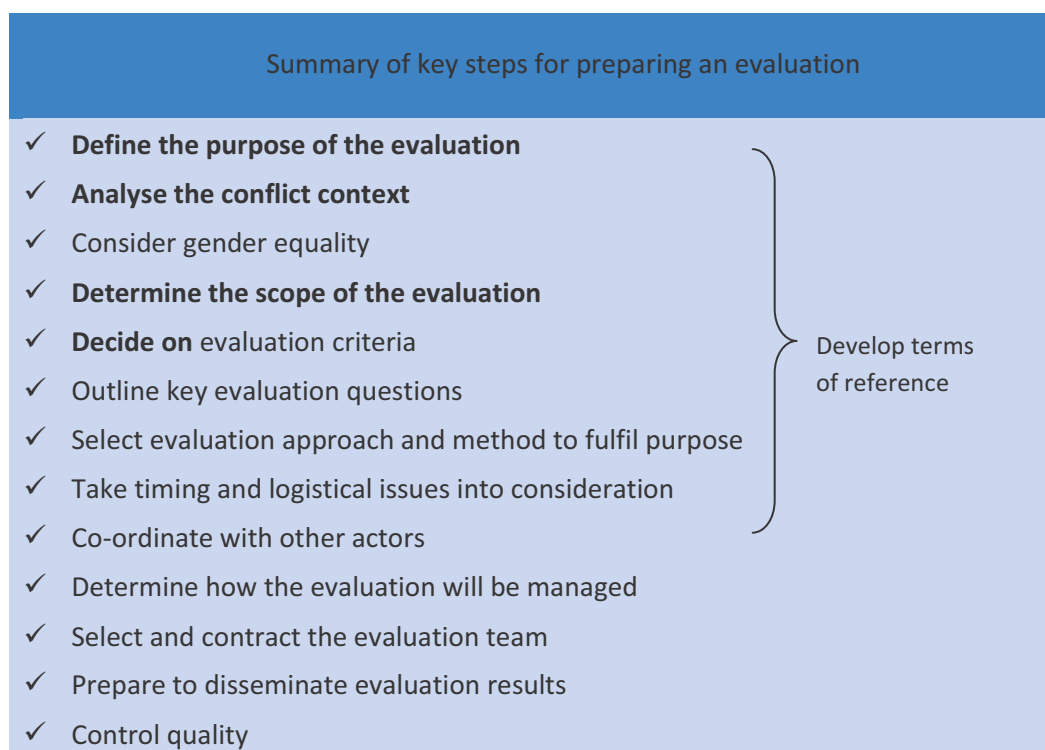 Summary of key steps for preparing an evaluation
✓ Define the purpose of the evaluation
✓ Analyse the conflict context
✓ Consider gender equality
✓ Determine the scope of the evaluation
✓ Decide on evaluation criteria
✓ Outline key evaluation questions
✓ Select evaluation approach and method to fulfil purpose
✓ Take timing and logistical issues into consideration
✓ Co-ordinate with other actors
✓ Determine how the evaluation will be managed
✓ Select and contract the evaluation team
✓ Prepare to disseminate evaluation results
✓ Control quality
Develop terms
of reference